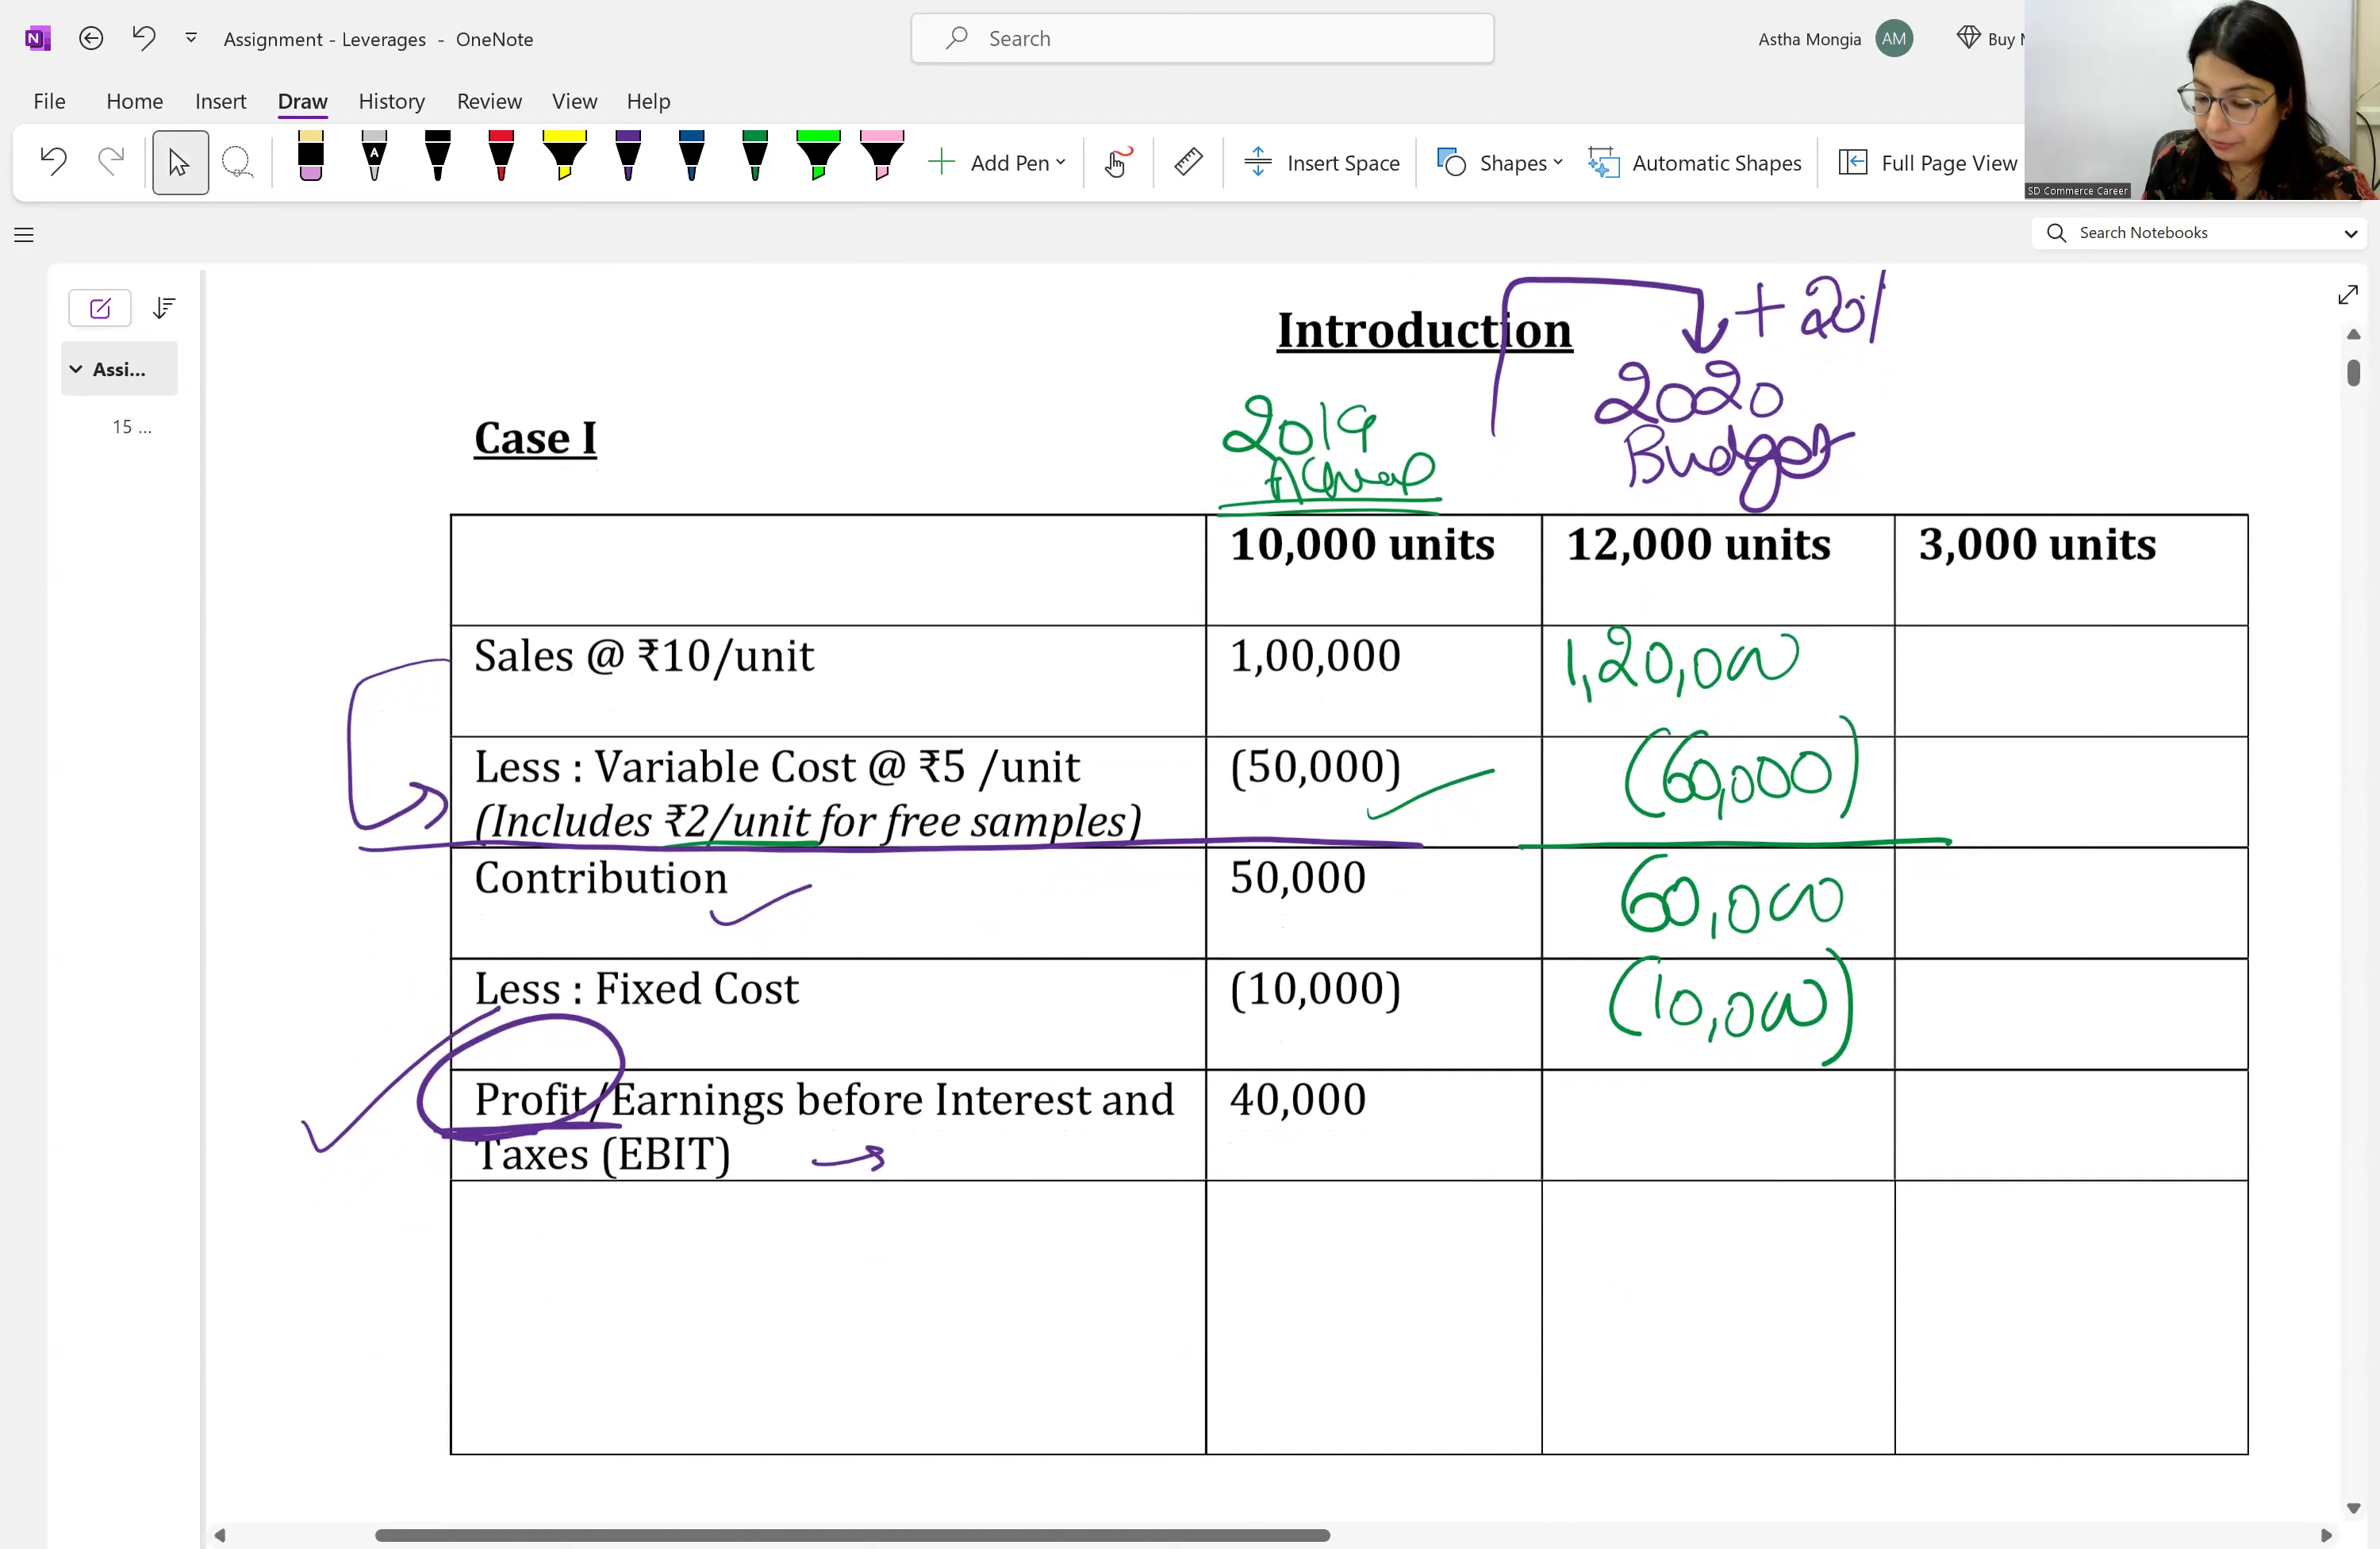 Assignment - Leverages - OneNote
Search
Astha Mongia AM
Buy
File Home Insert Draw History Review View Help
Add Pen
Insert Space
Shapes
Automatic Shapes
Full Page View
SD Commerce Career
Search Notebooks
Assi...
15 ...
Introduction
+ 20%
2020
Budget
2019
Actual
Case I
10,000 units 12,000 units 3,000 units
Sales @ ₹10/unit 1,00,000 1,20,000
Less : Variable Cost @ ₹5 /unit (50,000) (60,000)
(Includes ₹2/unit for free samples)
Contribution 50,000 60,000
Less : Fixed Cost (10,000) (10,000)
Profit/Earnings before Interest and 40,000
Taxes (EBIT)